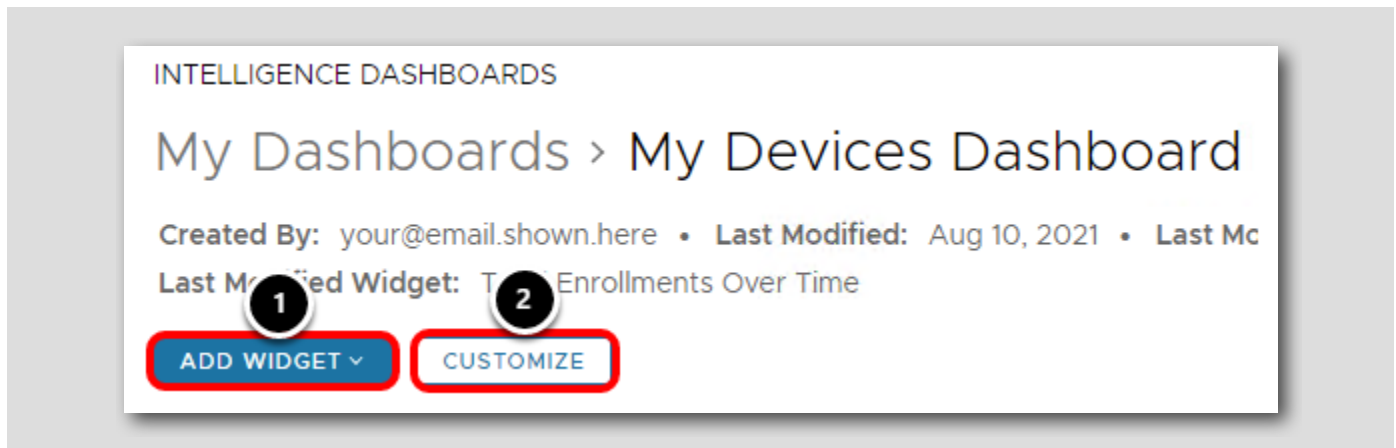 INTELLIGENCE DASHBOARDS
My Dashboards > My Devices Dashboard
Created By: your@email.shown.here • Last Modified: Aug 10, 2021 • Last
Last Widget: Enrollments Over Time
1 2
ADD WIDGET CUSTOMIZE